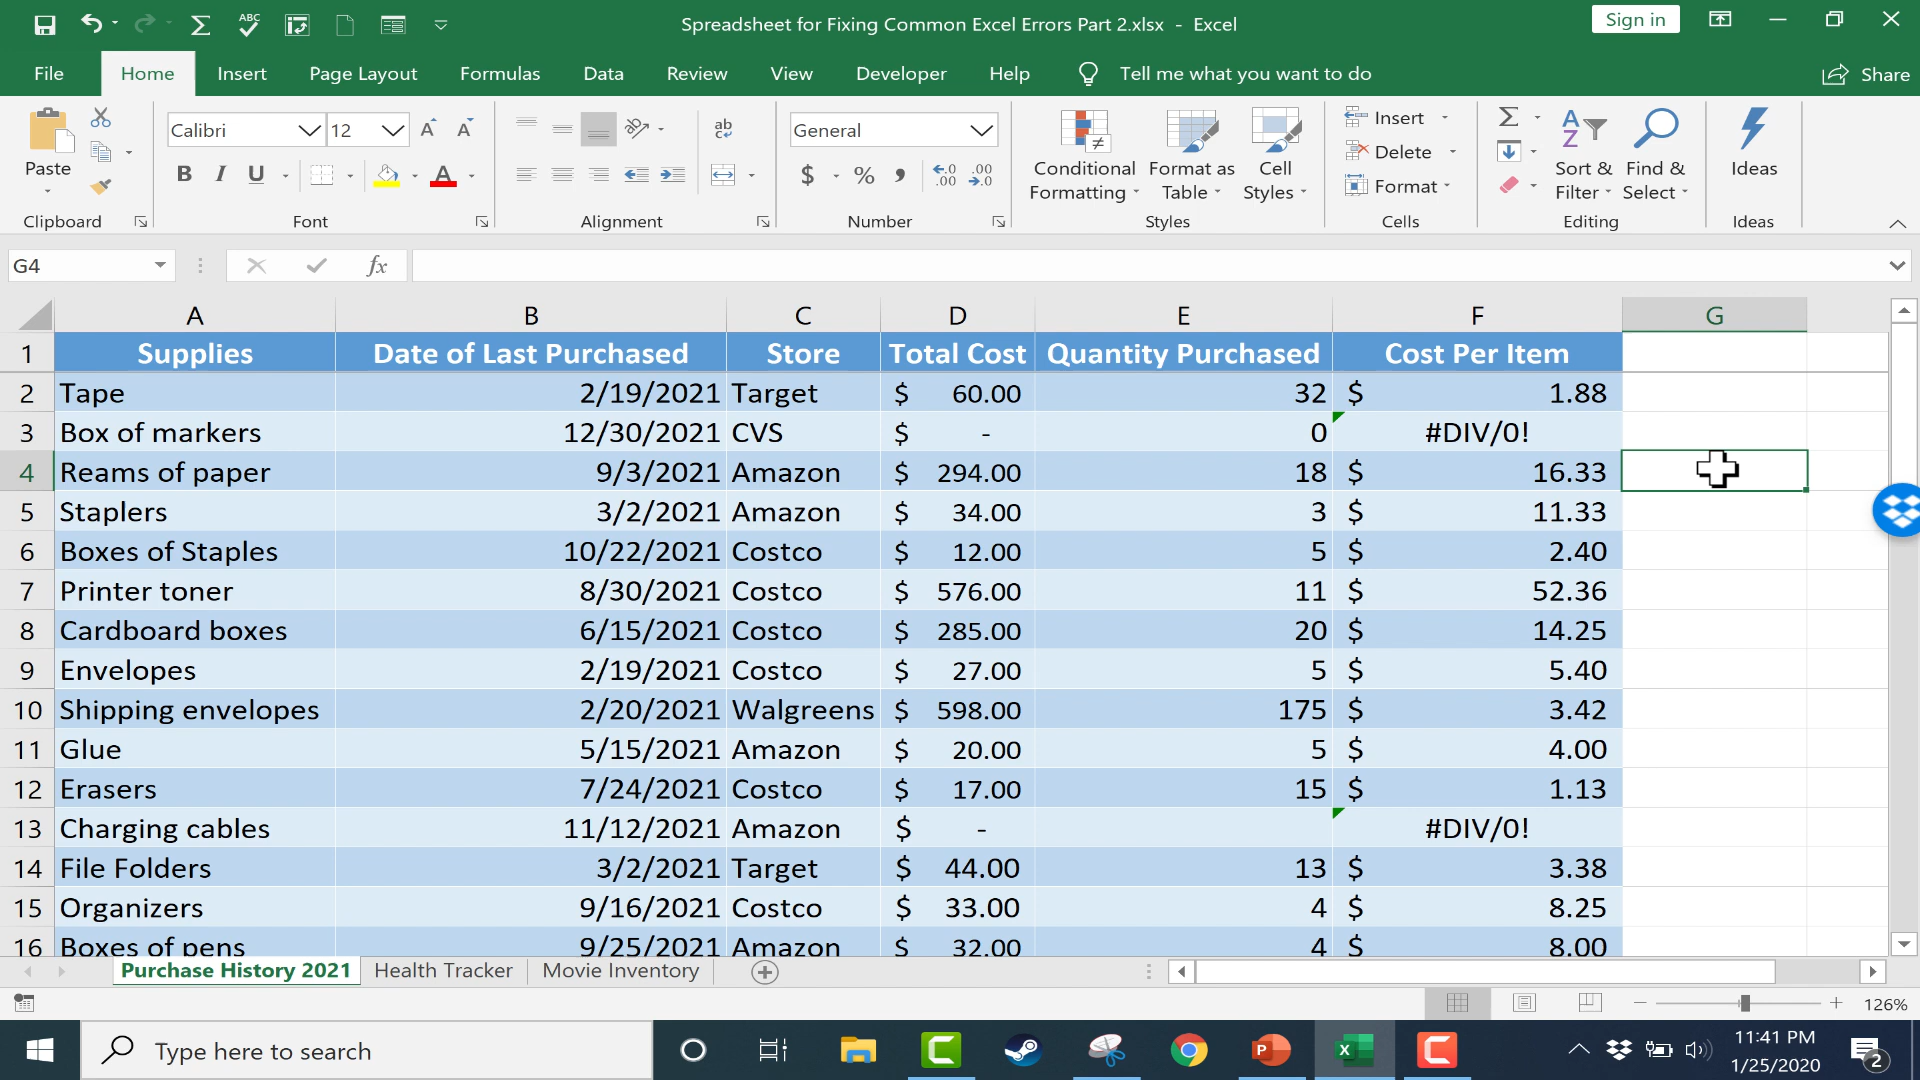 ABC
Spreadsheet for Fixing Common Excel Errors Part 2.xlsx - Excel
Sign in
File Home Insert Page Layout Formulas Data Review View Developer Help Tell me what you want to do Share
Paste
Clipboard
Calibri 12
A A
B I U A
Font
ab
Alignment
General
$ % , .00 .00
Number
Conditional Formatting
Format as Table
Cell Styles
Styles
Insert
Delete
Format
Cells
Sort & Filter
Find & Select
Editing
Ideas
Ideas
G4 fx
A B C D E F G
1 Supplies Date of Last Purchased Store Total Cost Quantity Purchased Cost Per Item
2 Tape 2/19/2021 Target $ 60.00 32 $ 1.88
3 Box of markers 12/30/2021 CVS $ - 0 #DIV/0!
4 Reams of paper 9/3/2021 Amazon $ 294.00 18 $ 16.33
5 Staplers 3/2/2021 Amazon $ 34.00 3 $ 11.33
6 Boxes of Staples 10/22/2021 Costco $ 12.00 5 $ 2.40
7 Printer toner 8/30/2021 Costco $ 576.00 11 $ 52.36
8 Cardboard boxes 6/15/2021 Costco $ 285.00 20 $ 14.25
9 Envelopes 2/19/2021 Costco $ 27.00 5 $ 5.40
10 Shipping envelopes 2/20/2021 Walgreens $ 598.00 175 $ 3.42
11 Glue 5/15/2021 Amazon $ 20.00 5 $ 4.00
12 Erasers 7/24/2021 Costco $ 17.00 15 $ 1.13
13 Charging cables 11/12/2021 Amazon $ - #DIV/0!
14 File Folders 3/2/2021 Target $ 44.00 13 $ 3.38
15 Organizers 9/16/2021 Costco $ 33.00 4 $ 8.25
16 Boxes of pens 9/25/2021 Amazon $ 32.00 4 $ 8.00
Purchase History 2021 Health Tracker Movie Inventory
126%
Type here to search
11:41 PM
1/25/2020
2